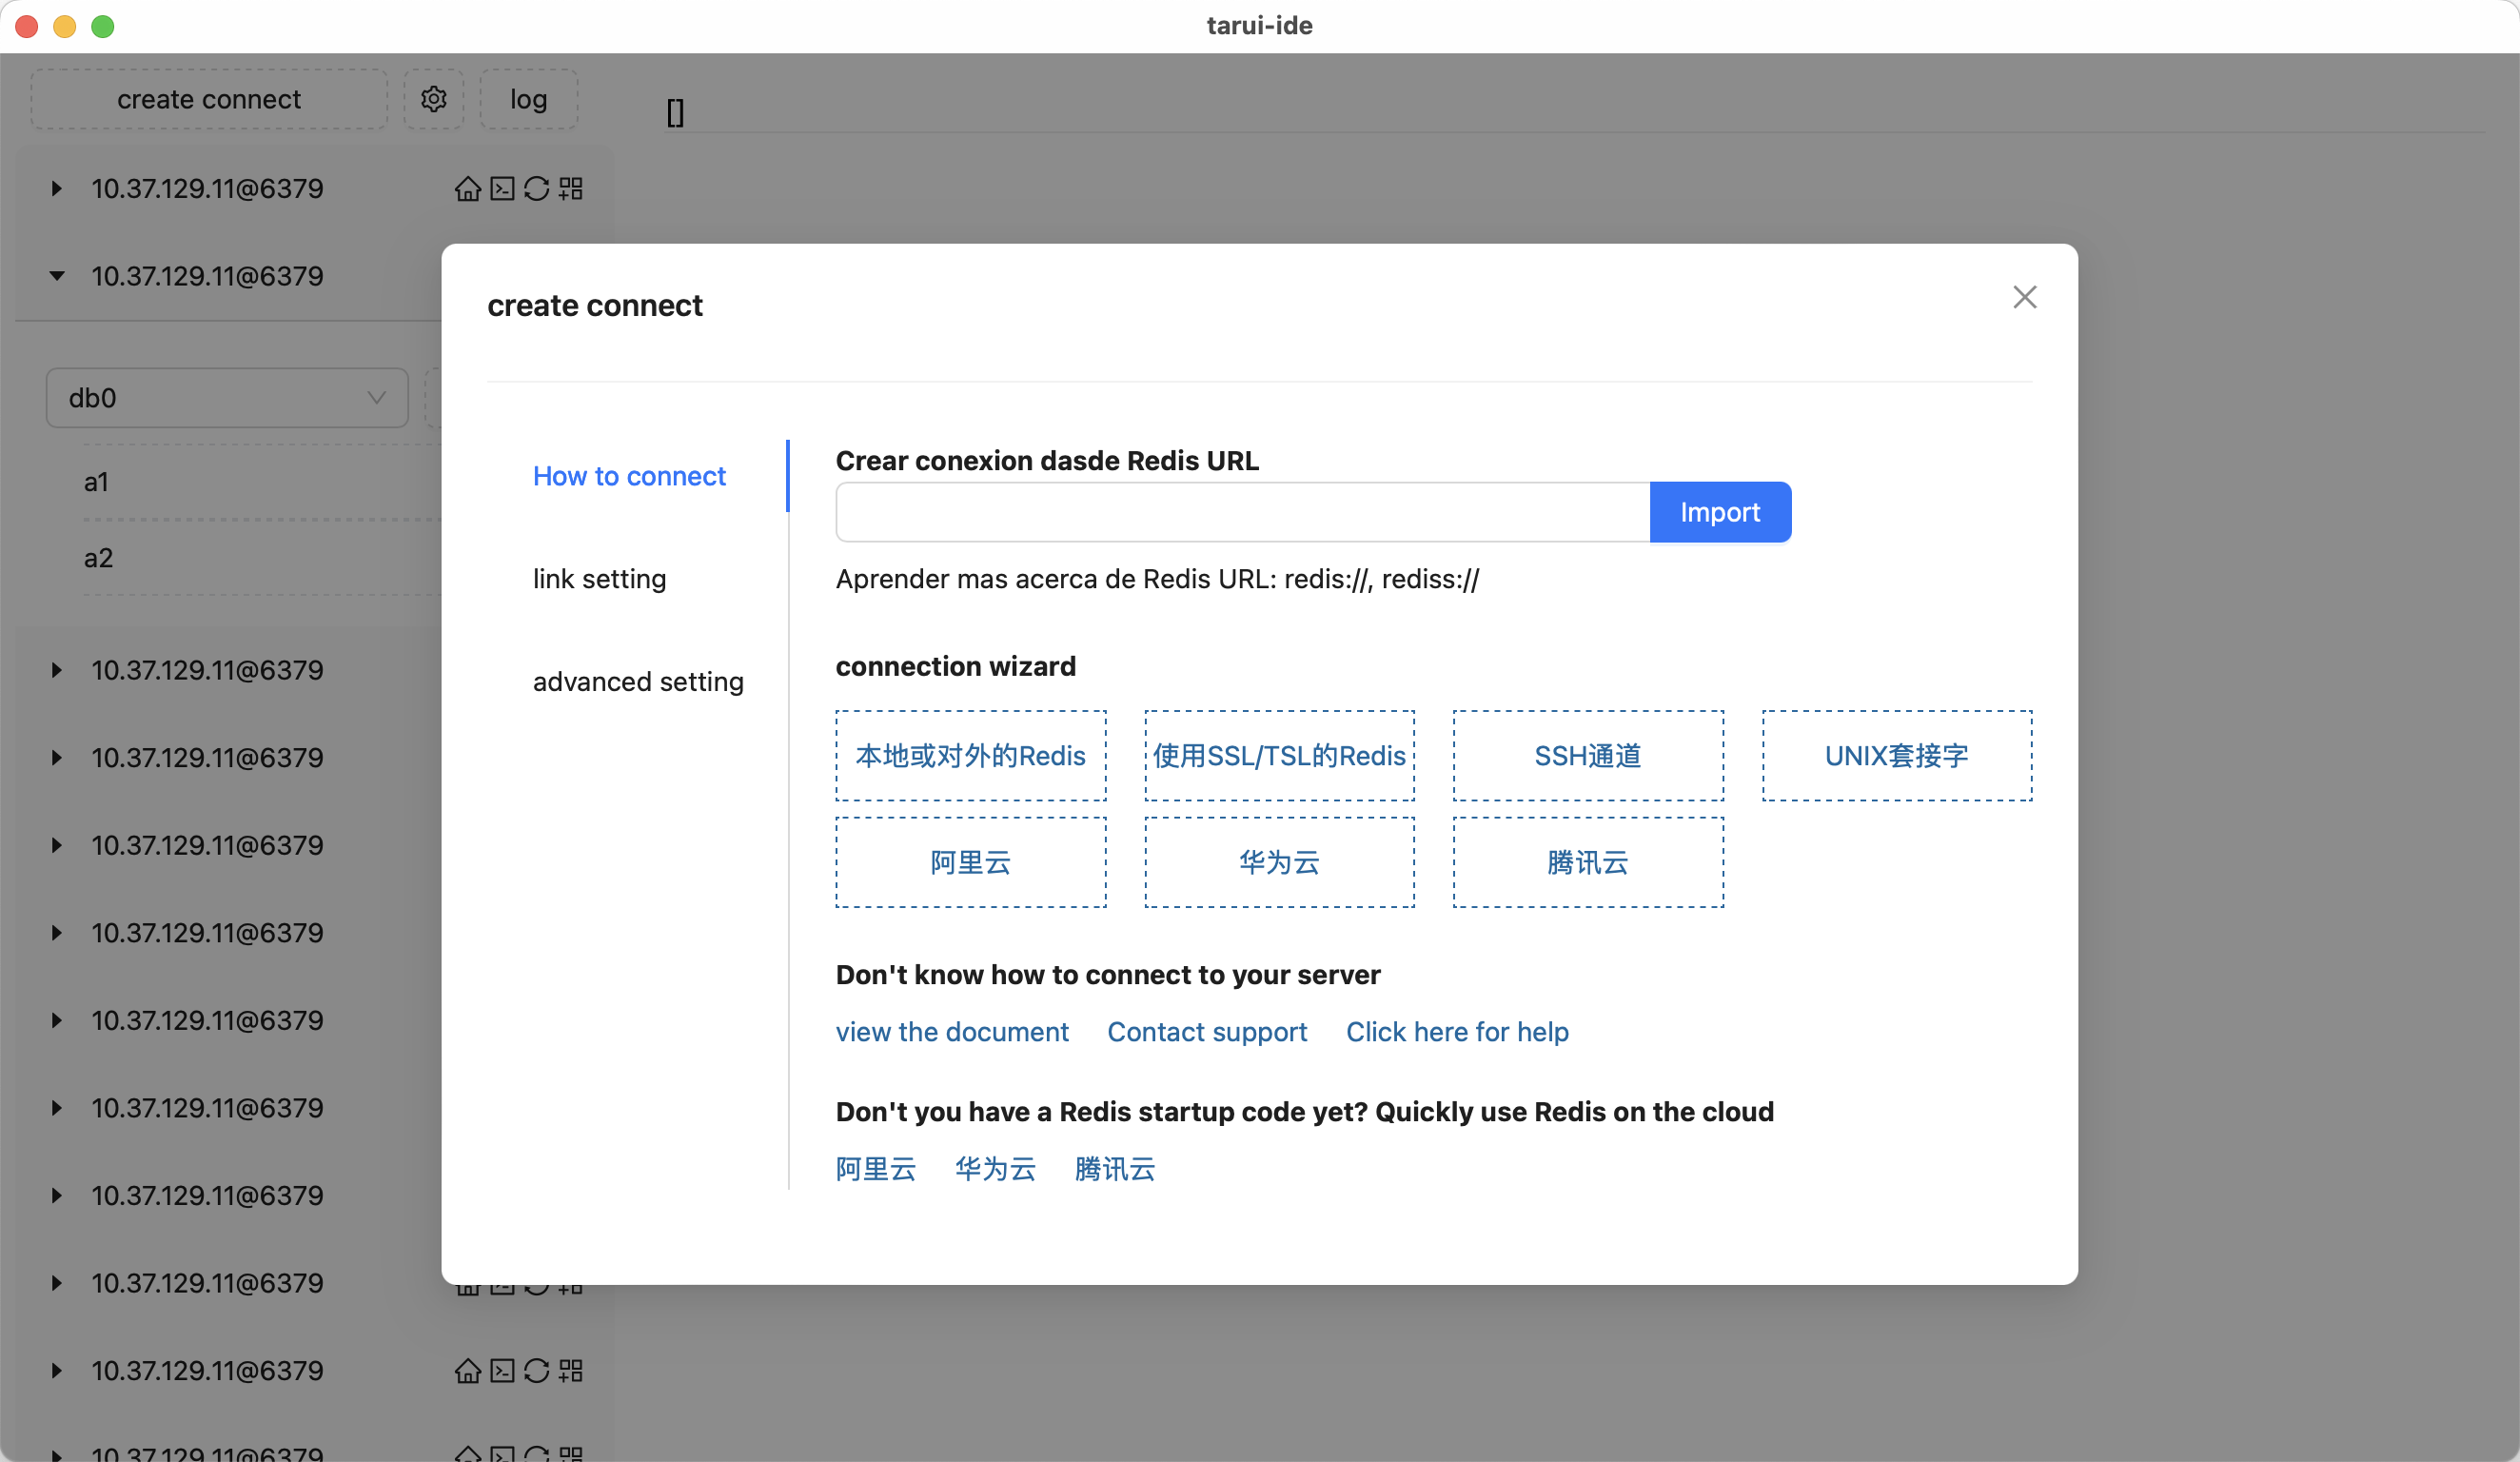 tarui-ide
create connect
log
[]
10.37.129.11@6379
10.37.129.11@6379
db0
a1
a2
10.37.129.11@6379
10.37.129.11@6379
10.37.129.11@6379
10.37.129.11@6379
10.37.129.11@6379
10.37.129.11@6379
10.37.129.11@6379
10.37.129.11@6379
10.37.129.11@6379
10.37.129.11@6379
create connect
How to connect
link setting
advanced setting
Crear conexion dasde Redis URL
Import
Aprender mas acerca de Redis URL: redis://, rediss://
connection wizard
本地或对外的Redis
使用SSL/TSL的Redis
SSH通道
UNIX套接字
阿里云
华为云
腾讯云
Don't know how to connect to your server
view the document Contact support Click here for help
Don't you have a Redis startup code yet? Quickly use Redis on the cloud
阿里云 华为云 腾讯云